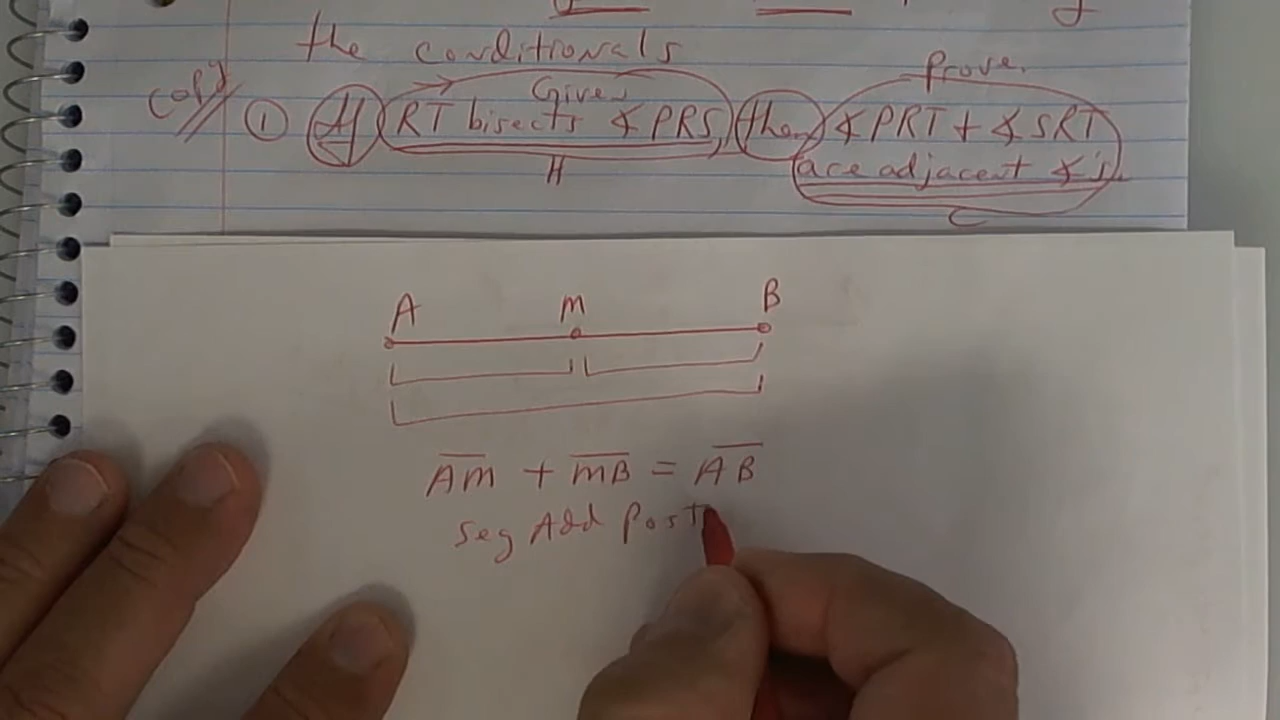 the conditionals
Prove.
Given
copy ① If RT bisects ∡PRS, then ∡PRT + ∡SRT
are adjacent ∡'s.
H
C
A M B
AM + MB = AB
Seg Add Post